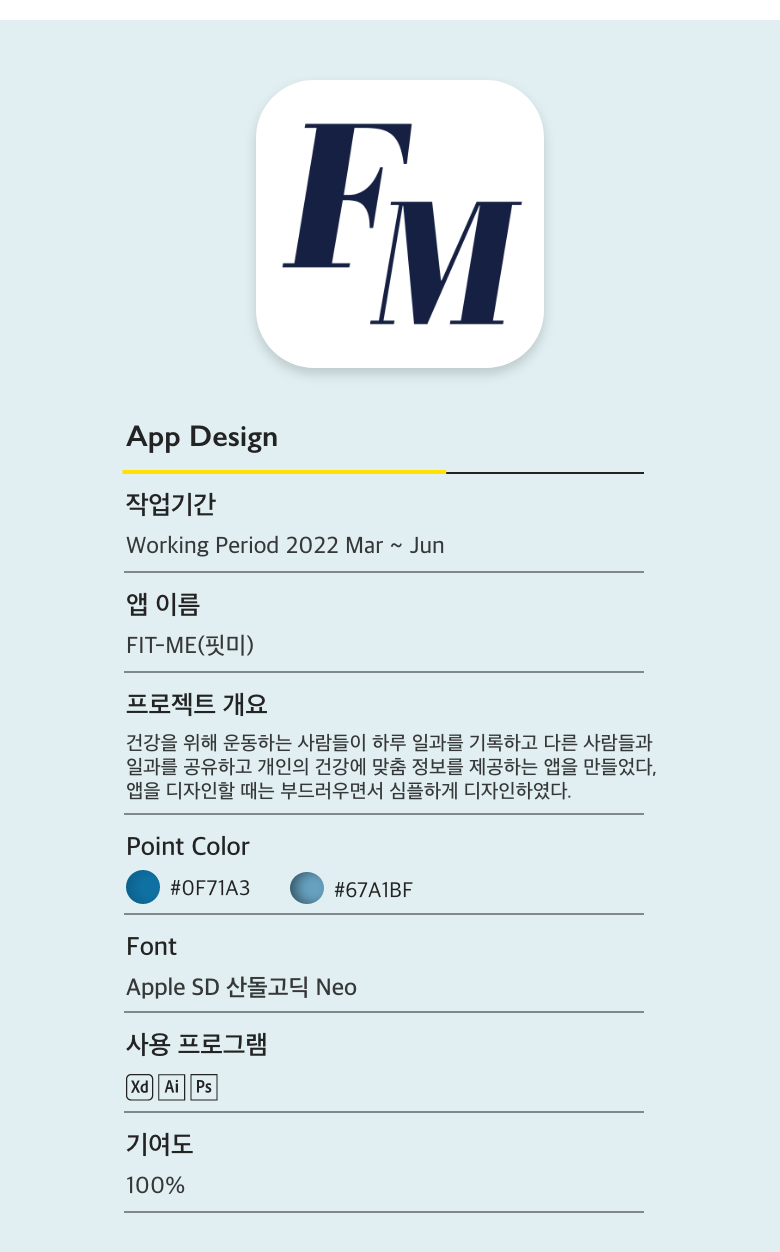 FM
App Design
작업기간
Working Period 2022 Mar ~ Jun
앱 이름
FIT-ME(핏미)
프로젝트 개요
건강을 위해 운동하는 사람들이 하루 일과를 기록하고 다른 사람들과
일과를 공유하고 개인의 건강에 맞춤 정보를 제공하는 앱을 만들었다,
앱을 디자인할 때는 부드러우면서 심플하게 디자인하였다.
Point Color
#0F71A3 #67A1BF
Font
Apple SD 산돌고딕 Neo
사용 프로그램
Xd Ai Ps
기여도
100%